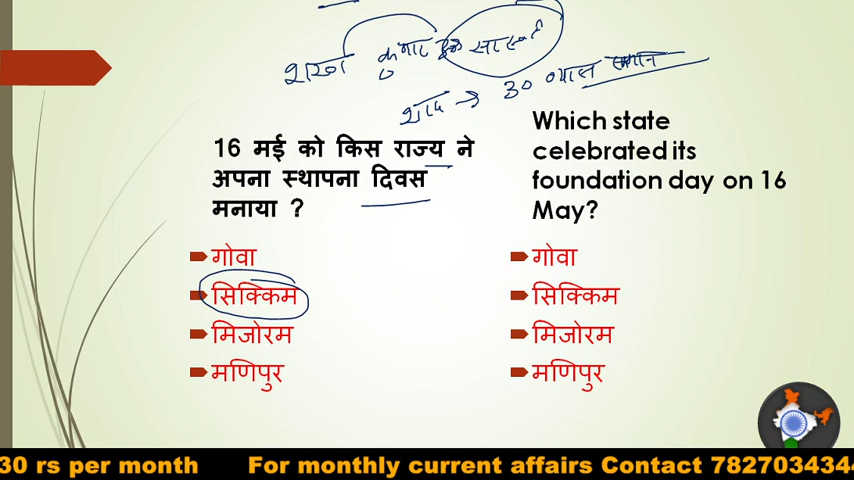 शाखा
16 मई को किस राज्य ने
अपना स्थापना दिवस
मनाया ?
गोवा
सिक्किम
मिजोरम
मणिपुर
Which state
celebrated its
foundation day on 16
May?
गोवा
सिक्किम
मिजोरम
मणिपुर
30 rs per month For monthly current affairs Contact 782703434